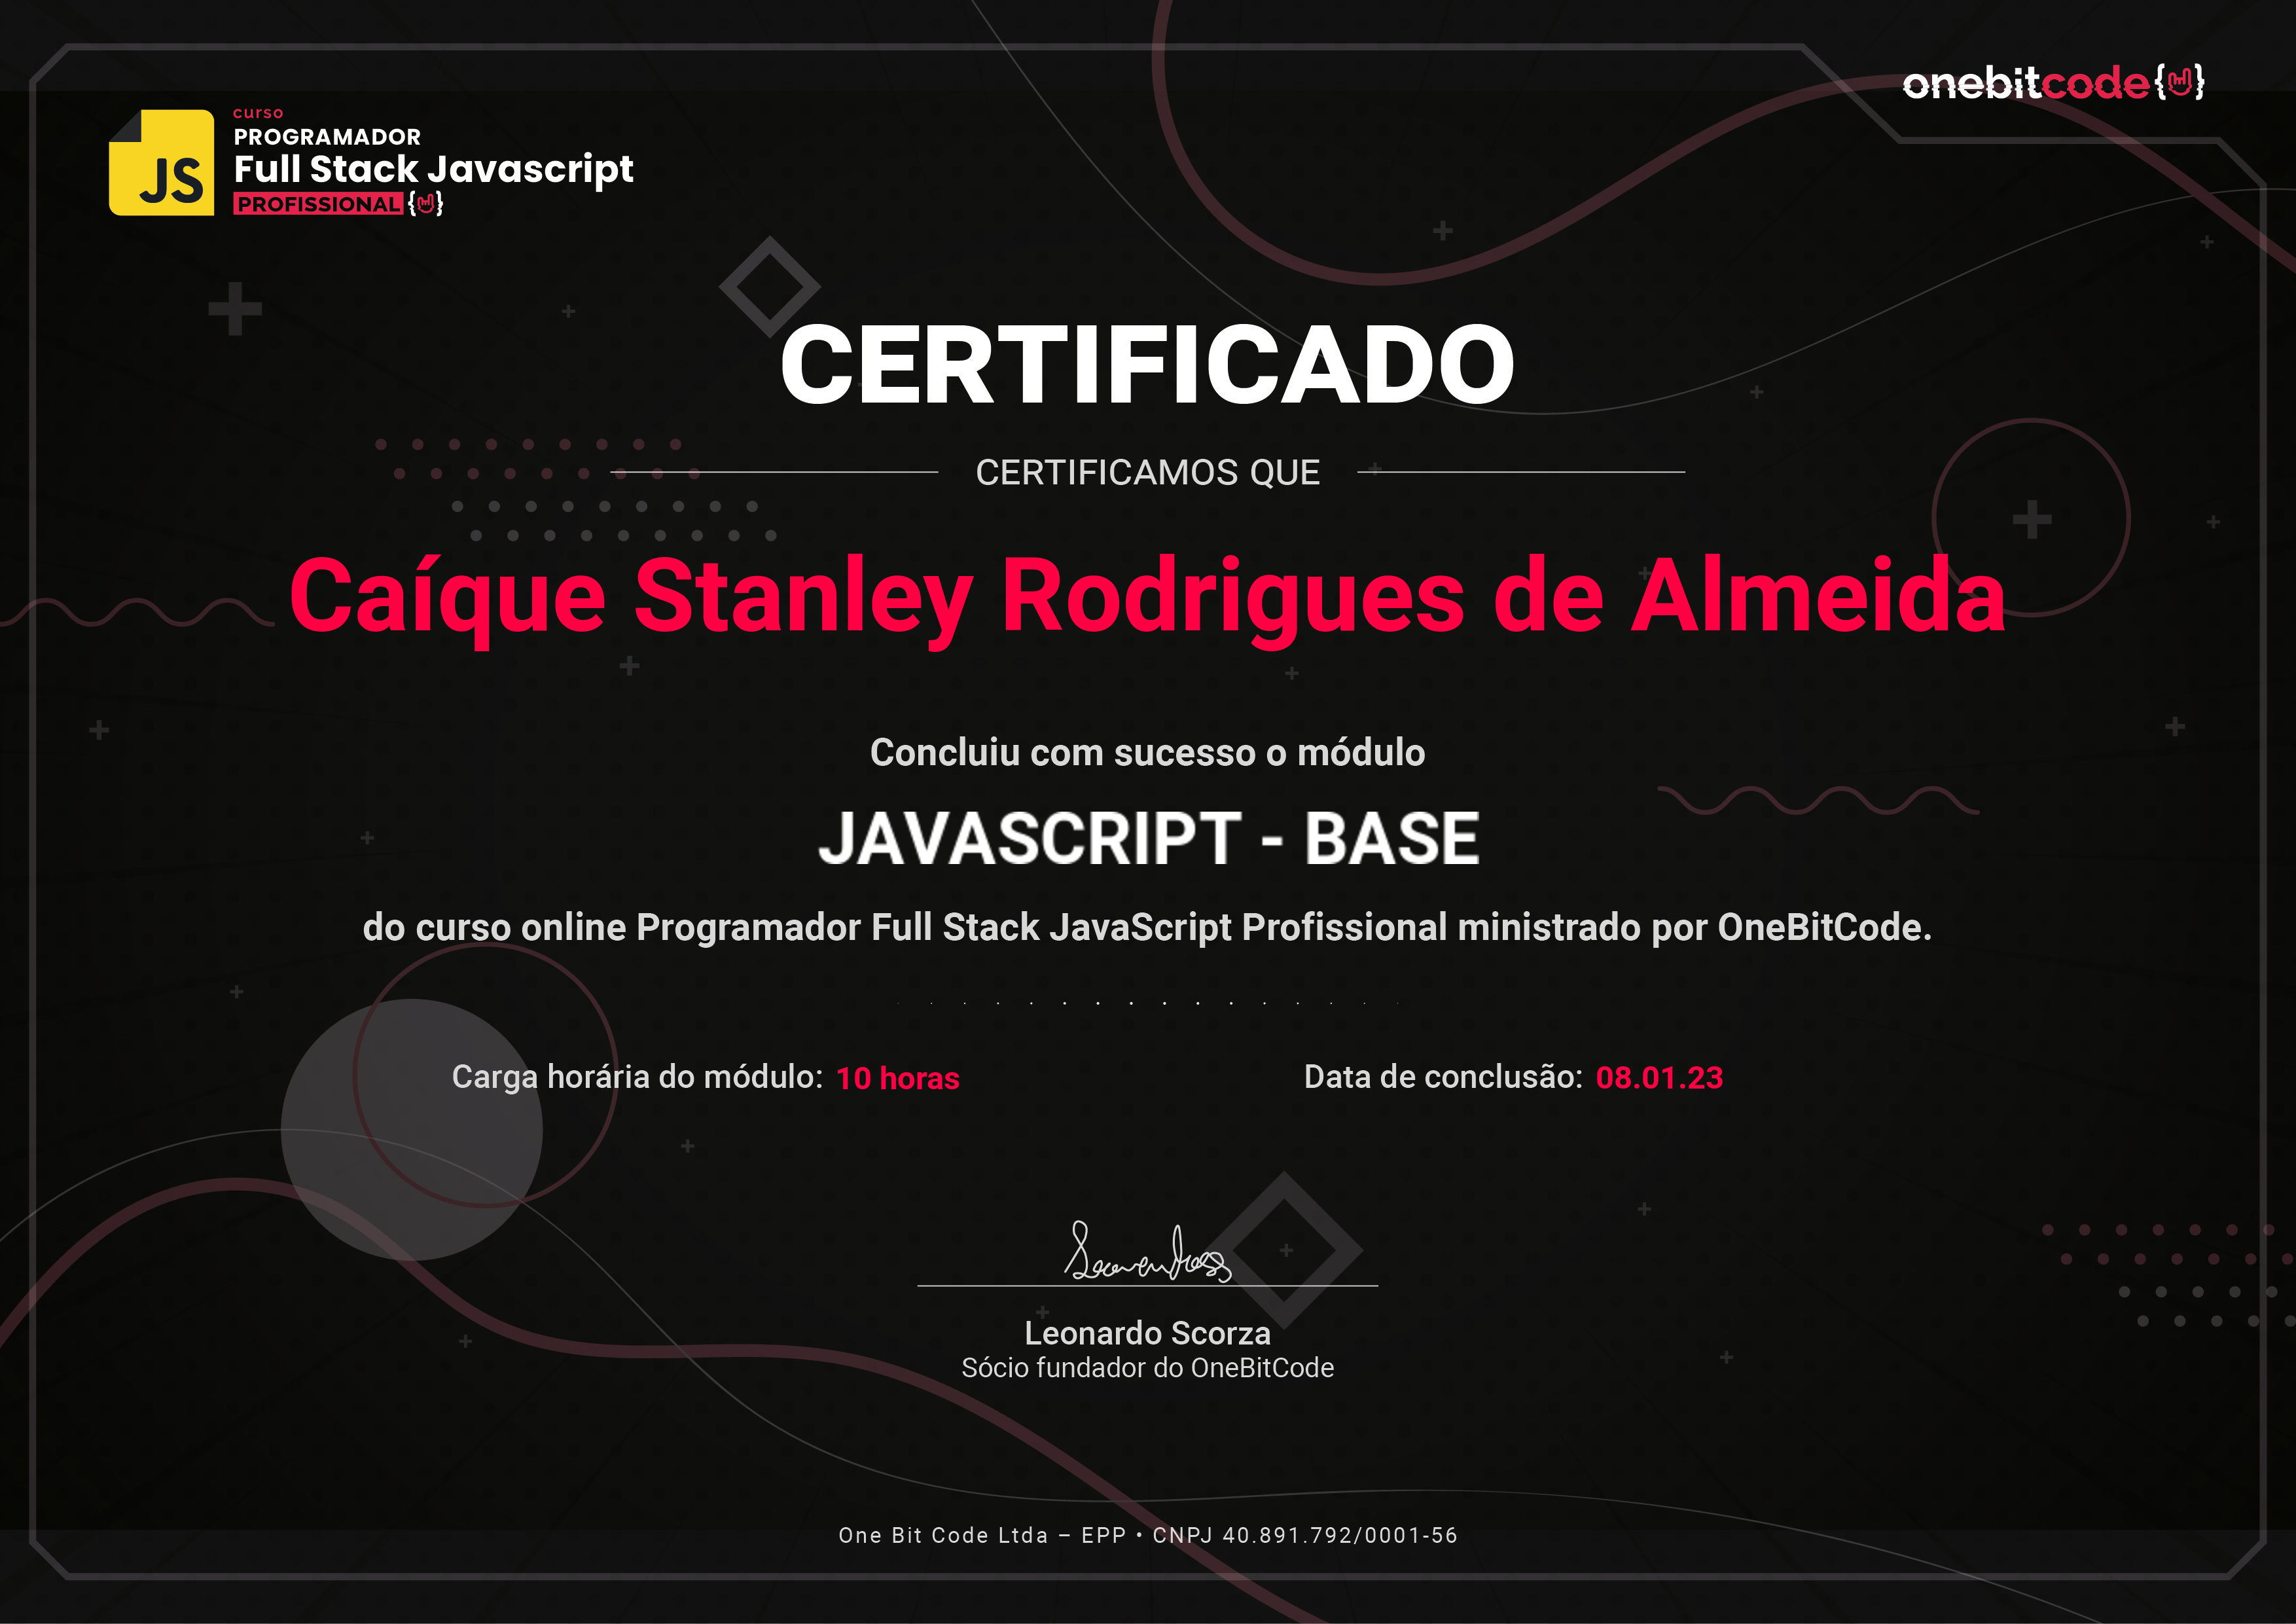 onebitcode
JS
curso
PROGRAMADOR
Full Stack Javascript
PROFISSIONAL
CERTIFICADO
CERTIFICAMOS QUE
Caíque Stanley Rodrigues de Almeida
Concluiu com sucesso o módulo
JAVASCRIPT - BASE
do curso online Programador Full Stack JavaScript Profissional ministrado por OneBitCode.
Carga horária do módulo: 10 horas
Data de conclusão: 08.01.23
Leonardo Scorza
Sócio fundador do OneBitCode
One Bit Code Ltda – EPP • CNPJ 40.891.792/0001-56